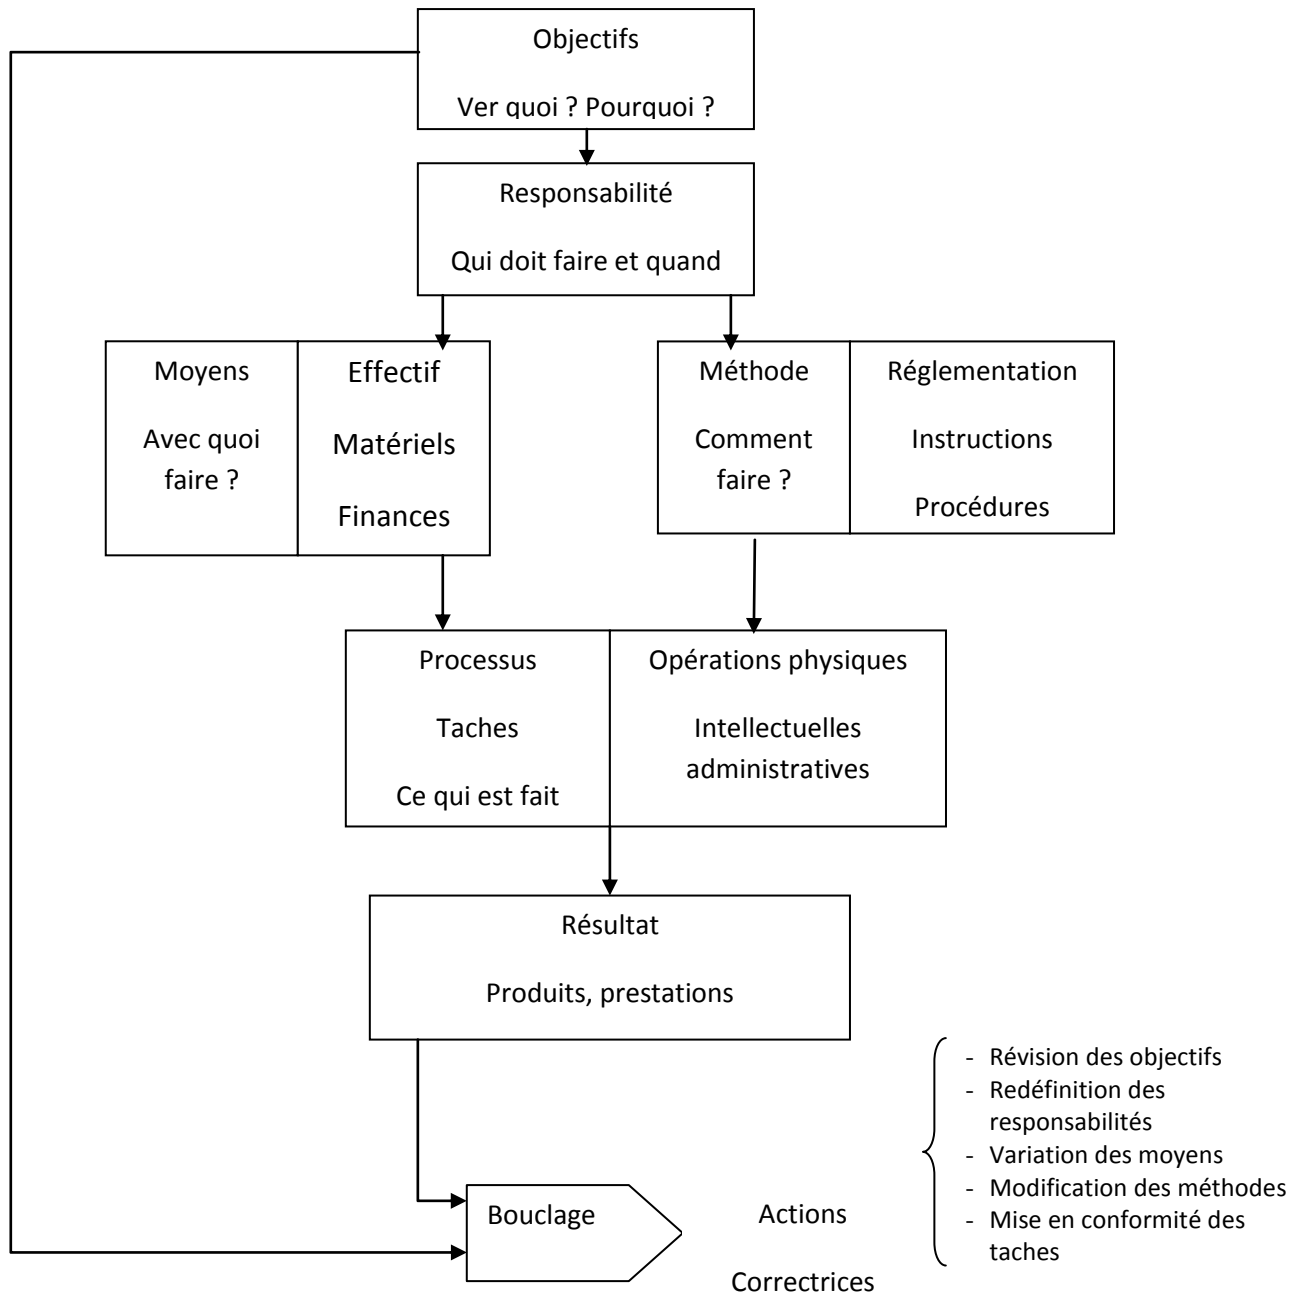 Objectifs
Ver quoi ? Pourquoi ?
Responsabilité
Qui doit faire et quand
Moyens
Avec quoi
faire ?
Effectif
Matériels
Finances
Méthode
Comment
faire ?
Réglementation
Instructions
Procédures
Processus
Taches
Ce qui est fait
Opérations physiques
Intellectuelles
administratives
Résultat
Produits, prestations
Bouclage
Actions
Correctrices
- Révision des objectifs
- Redéfinition des
responsabilités
- Variation des moyens
- Modification des méthodes
- Mise en conformité des
taches